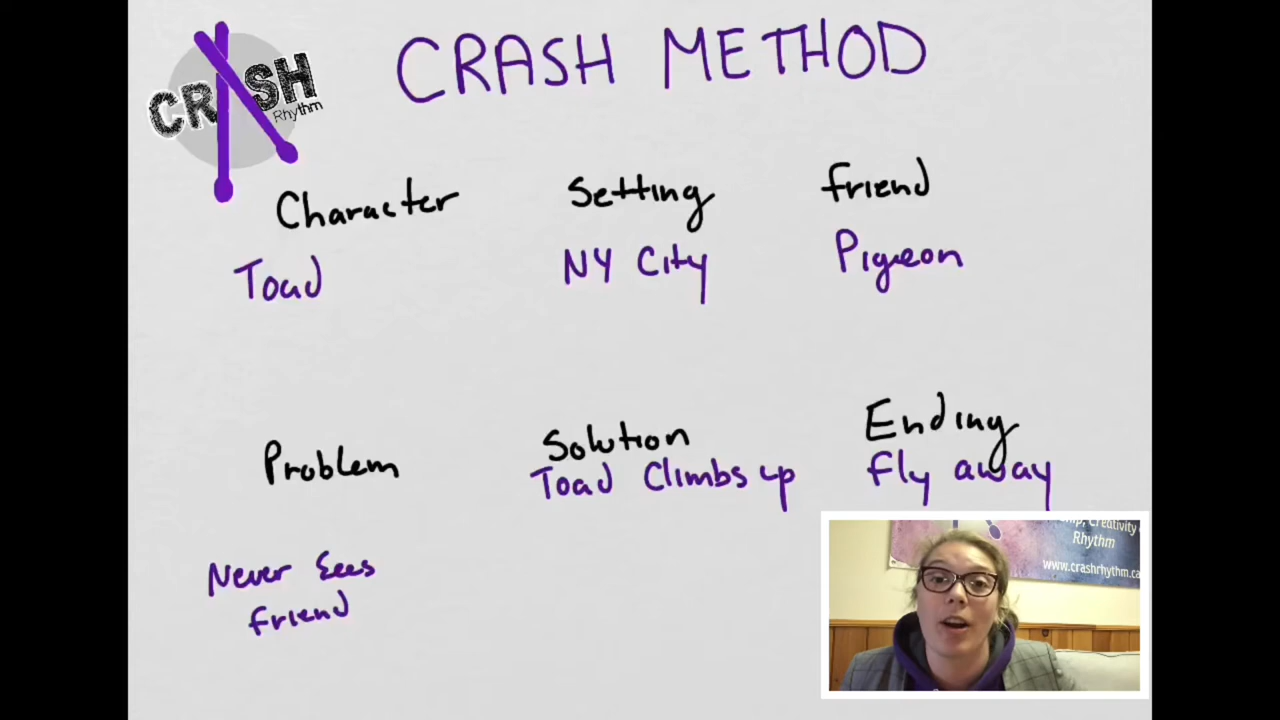 CRASH
Rhythm
CRASH METHOD
Character
Setting
friend
Toad
NY City
Pigeon
Problem
Solution
Ending
Toad Climbs up
Fly away
Never Sees
friend
Creativity
Rhythm
www.crashrhythm.ca